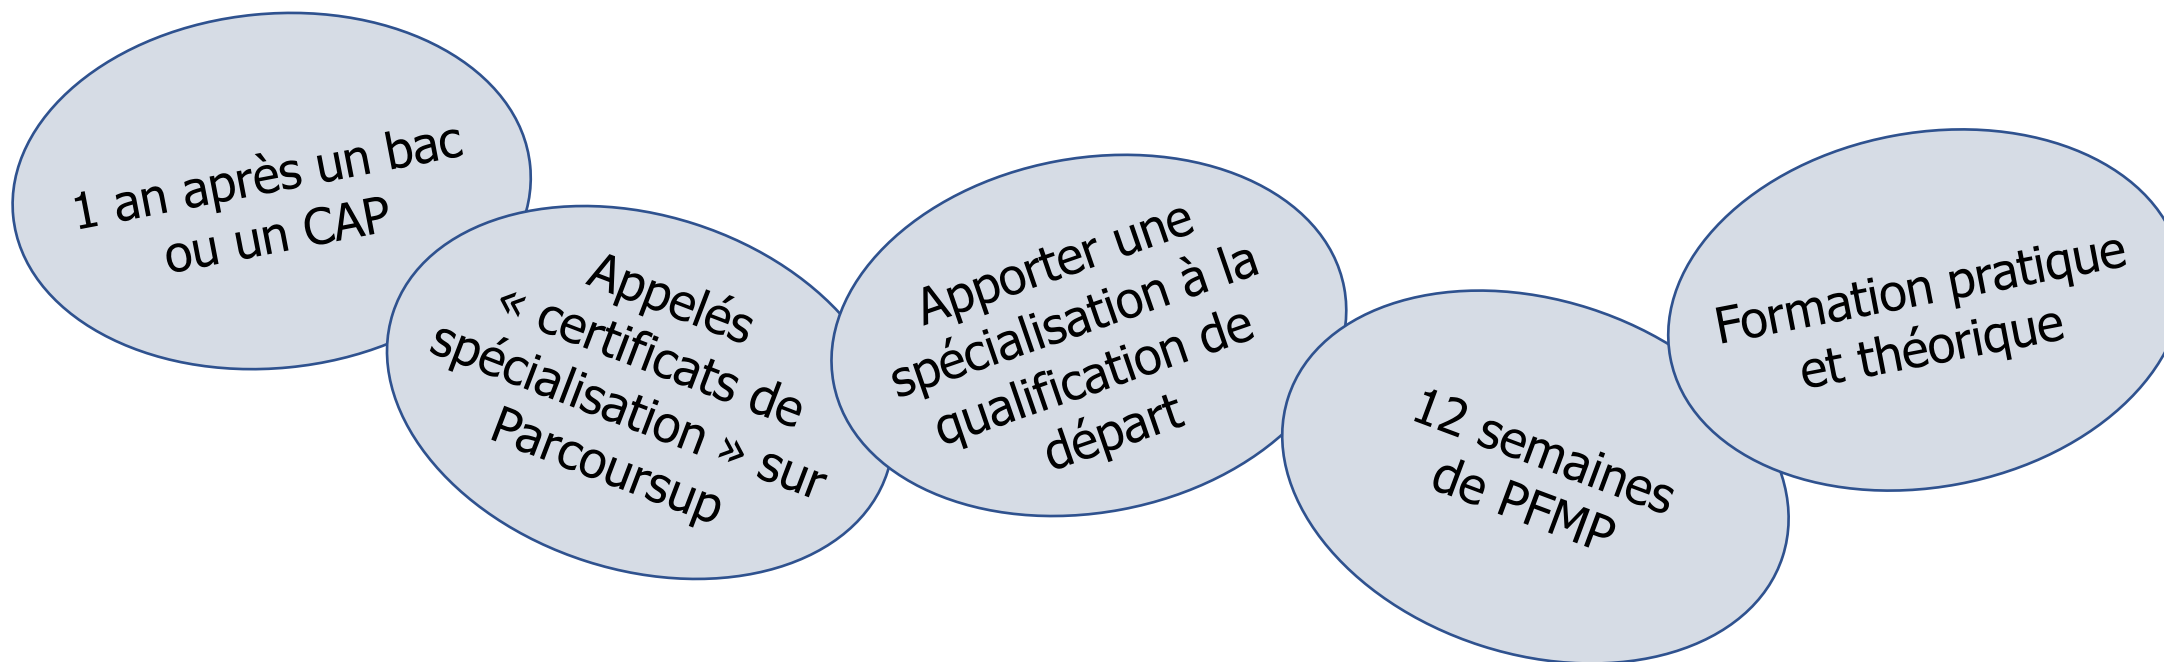 1 an après un bac
ou un CAP
Appelés
« certificats de
spécialisation » sur
Parcoursup
Apporter une
spécialisation à la
qualification de
départ
12 semaines
de PFMP
Formation pratique
et théorique